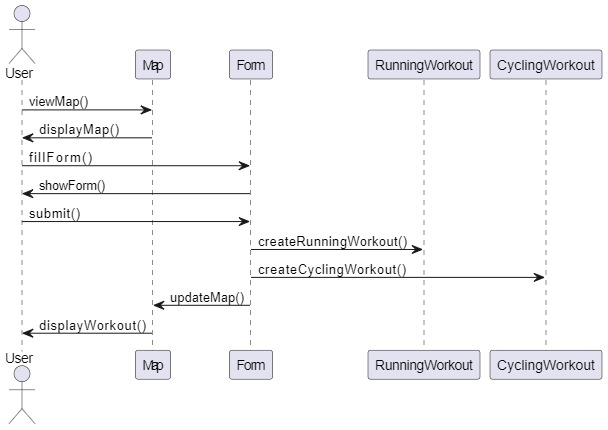 User
Map
Form
RunningWorkout
CyclingWorkout
viewMap()
displayMap()
fillForm()
showForm()
submit()
createRunningWorkout()
createCyclingWorkout()
updateMap()
displayWorkout()
User
Map
Form
RunningWorkout
CyclingWorkout